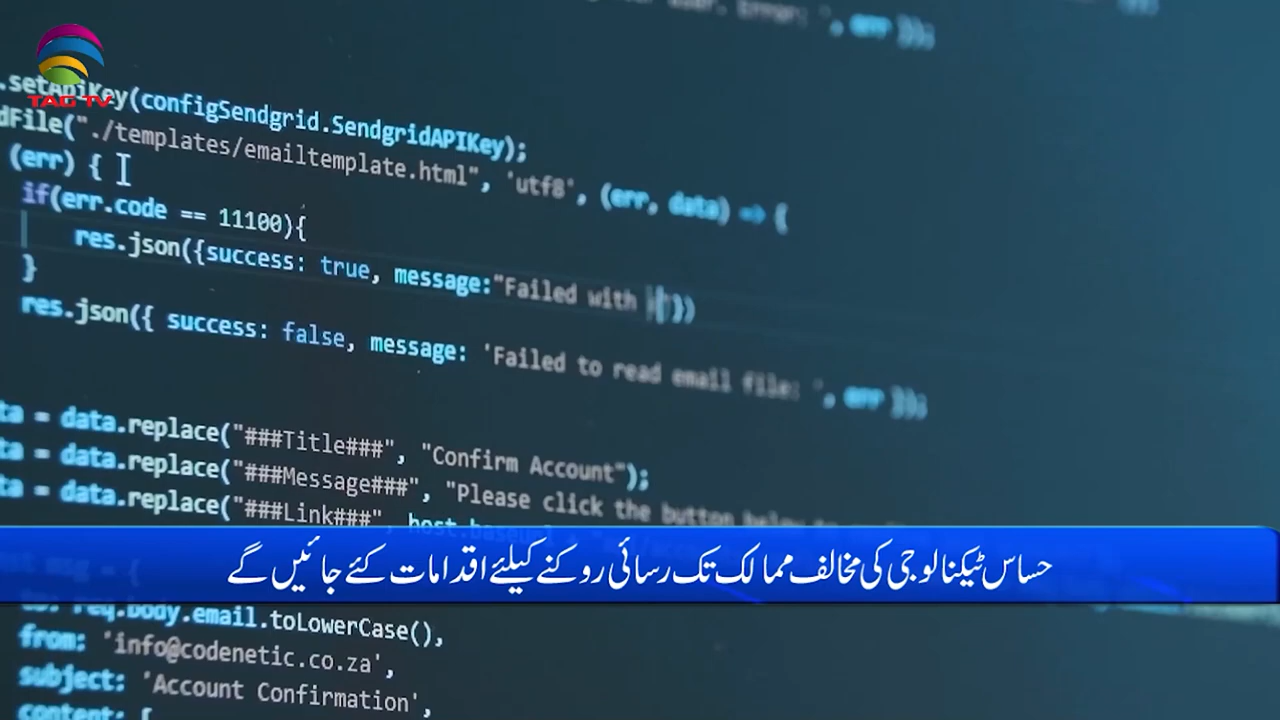 ', err });
TAG TV
.setApiKey(configSendgrid.SendgridAPIKey);
dFile("./templates/emailtemplate.html", 'utf8', (err, data) => {
(err) {
if(err.code == 11100){
res.json({success: true, message:"Failed with
}
res.json({ success: false, message: 'Failed to read email file: ', err });
ta = data.replace("###Title###", "Confirm Account");
ta = data.replace("###Message###", "Please click the button below
ta = data.replace("###Link###",
حساس ٹیکنالوجی کی مخالف ممالک تک رسائی روکنے کیلئے اقدامات کئے جائیں گے
req.body.email.toLowerCase(),
from: 'info@codenetic.co.za',
subject: 'Account Confirmation',
content: [